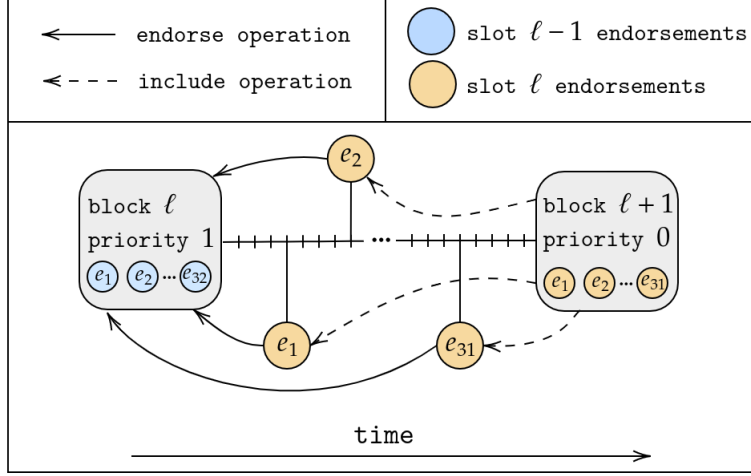 endorse operation
include operation
slot ℓ − 1 endorsements
slot ℓ endorsements
e₂
block ℓ
priority 1
e₁ e₂ ... e₃₂
...
block ℓ + 1
priority 0
e₁ e₂ ... e₃₁
e₁
e₃₁
time